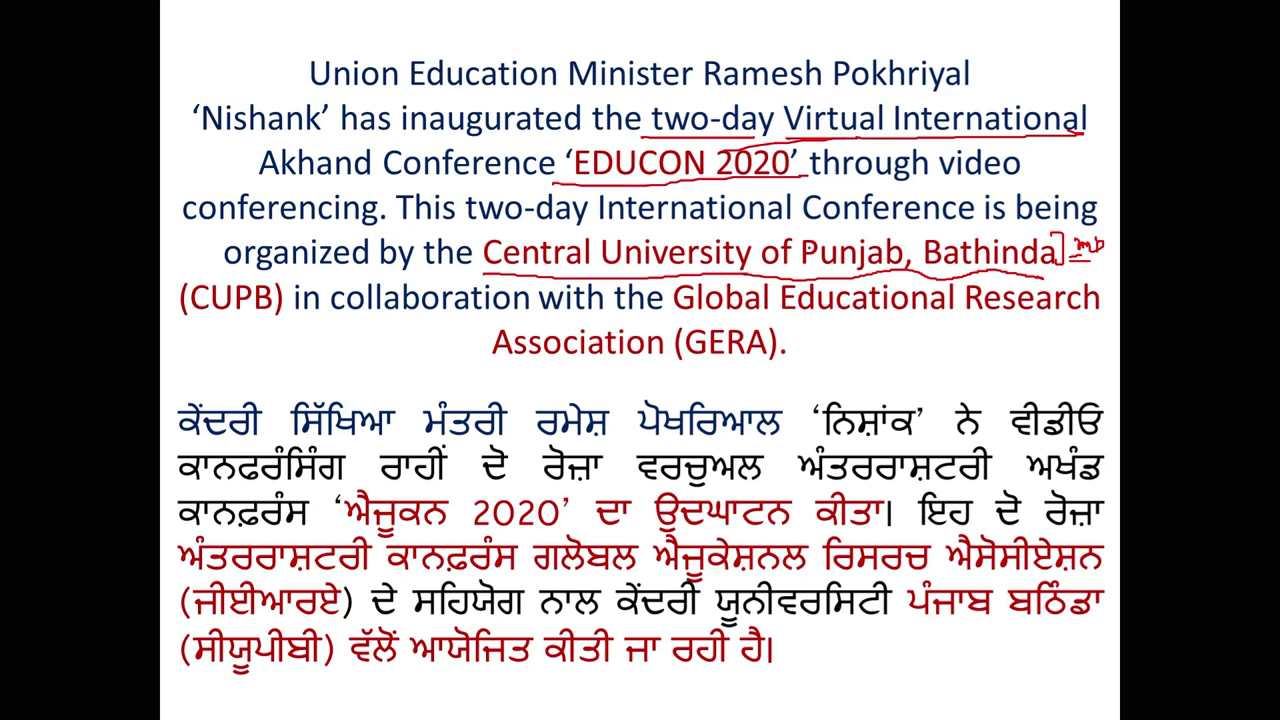 Union Education Minister Ramesh Pokhriyal
‘Nishank’ has inaugurated the two-day Virtual International
Akhand Conference ‘EDUCON 2020’ through video
conferencing. This two-day International Conference is being
organized by the Central University of Punjab, Bathinda
(CUPB) in collaboration with the Global Educational Research
Association (GERA).
ਕੇਂਦਰੀ ਸਿੱਖਿਆ ਮੰਤਰੀ ਰਮੇਸ਼ ਪੋਖਰਿਆਲ ‘ਨਿਸ਼ਾਂਕ’ ਨੇ ਵੀਡੀਓ
ਕਾਨਫਰੰਸਿੰਗ ਰਾਹੀਂ ਦੋ ਰੋਜ਼ਾ ਵਰਚੁਅਲ ਅੰਤਰਰਾਸ਼ਟਰੀ ਅਖੰਡ
ਕਾਨਫ਼ਰੰਸ ‘ਐਜੂਕਨ 2020’ ਦਾ ਉਦਘਾਟਨ ਕੀਤਾ। ਇਹ ਦੋ ਰੋਜ਼ਾ
ਅੰਤਰਰਾਸ਼ਟਰੀ ਕਾਨਫ਼ਰੰਸ ਗਲੋਬਲ ਐਜੂਕੇਸ਼ਨਲ ਰਿਸਰਚ ਐਸੋਸੀਏਸ਼ਨ
(ਜੀਈਆਰਏ) ਦੇ ਸਹਿਯੋਗ ਨਾਲ ਕੇਂਦਰੀ ਯੂਨੀਵਰਸਿਟੀ ਪੰਜਾਬ ਬਠਿੰਡਾ
(ਸੀਯੂਪੀਬੀ) ਵੱਲੋਂ ਆਯੋਜਿਤ ਕੀਤੀ ਜਾ ਰਹੀ ਹੈ।